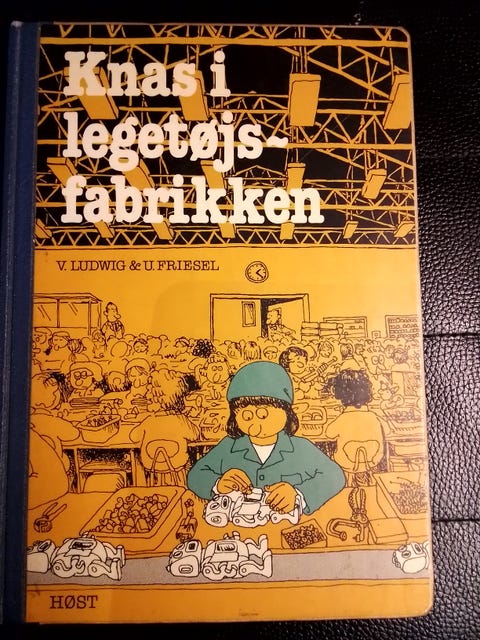 Knas i
legetøjs-
fabrikken
V. LUDWIG & U. FRIESEL
HØST